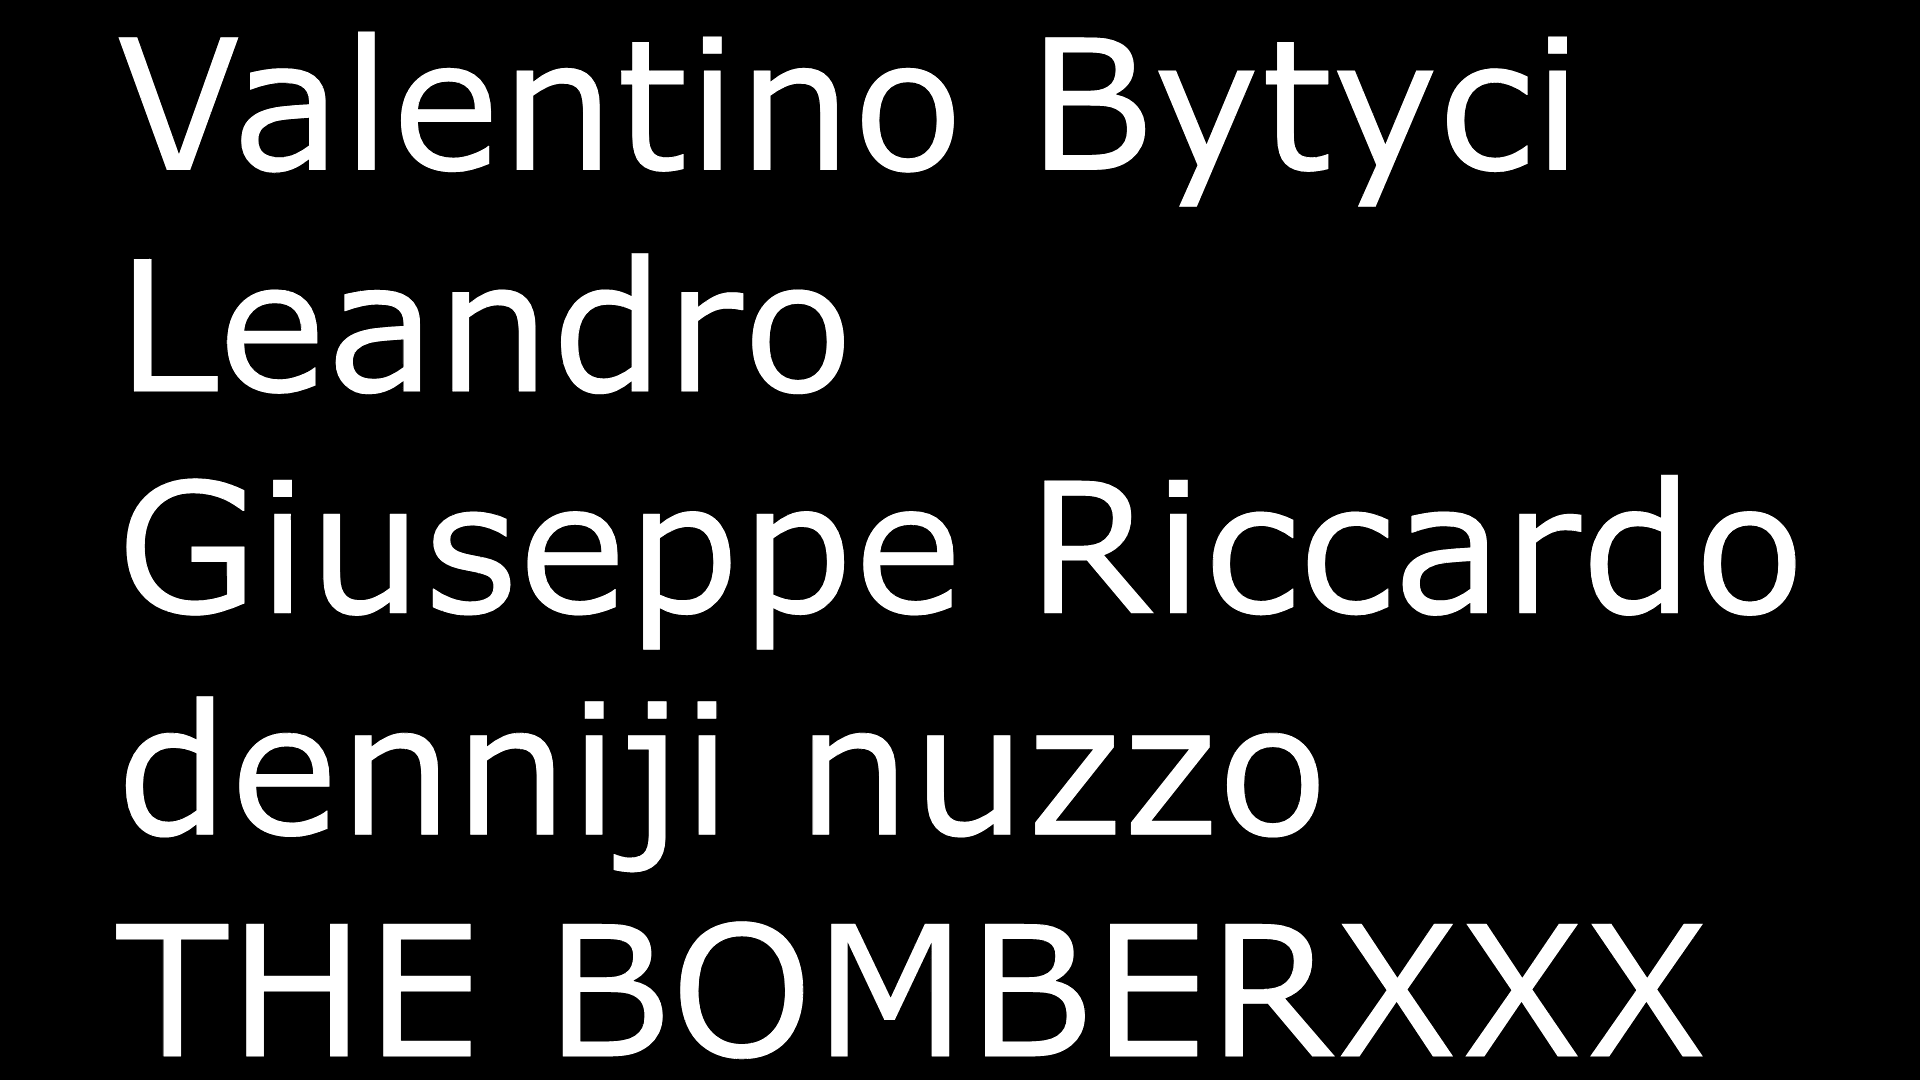 Valentino Bytyci
Leandro
Giuseppe Riccardo
denniji nuzzo
THE BOMBERXXX